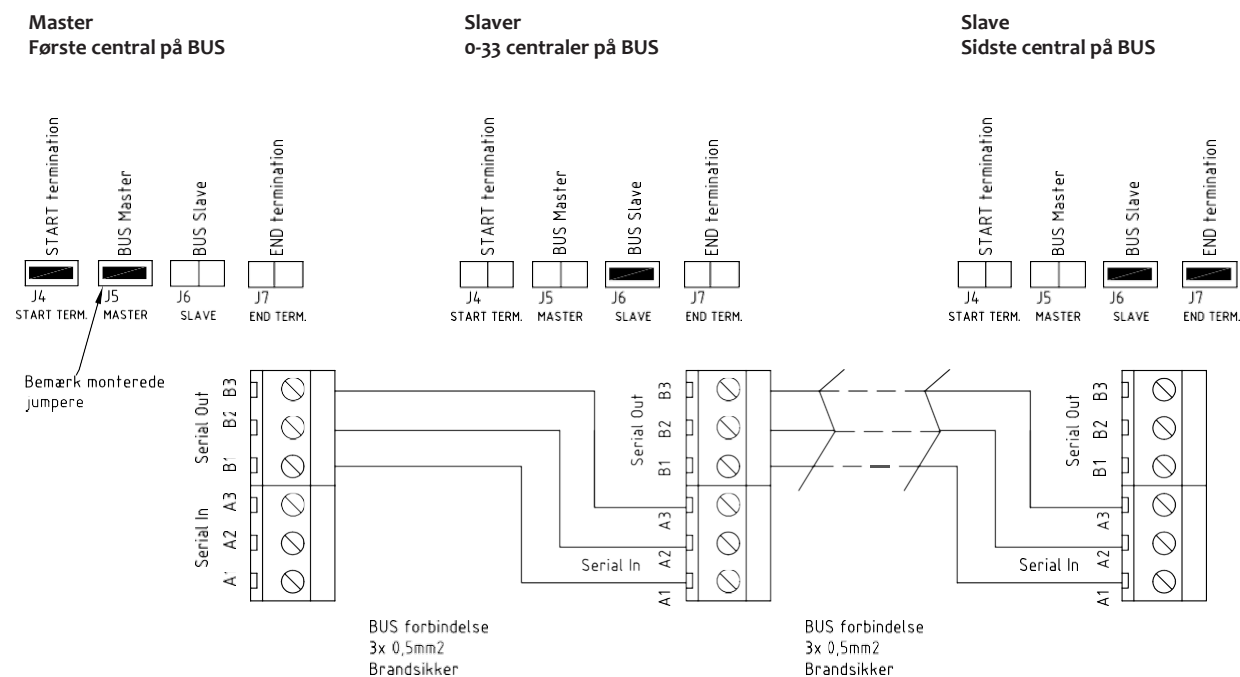 Master
Første central på BUS
Slaver
0-33 centraler på BUS
Slave
Sidste central på BUS
START termination
BUS Master
BUS Slave
END termination
START termination
BUS Master
BUS Slave
END termination
START termination
BUS Master
BUS Slave
END termination
J4
J5
J6
J7
START TERM.
MASTER
SLAVE
END TERM.
J4
J5
J6
J7
START TERM.
MASTER
SLAVE
END TERM.
J4
J5
J6
J7
START TERM.
MASTER
SLAVE
END TERM.
Bemærk monterede
jumpere
Serial Out
B3
B2
B1
Serial In
A3
A2
A1
Serial Out
B3
B2
B1
Serial In
A3
A2
A1
Serial Out
B3
B2
B1
Serial In
A3
A2
A1
BUS forbindelse
3x 0,5mm2
Brandsikker
BUS forbindelse
3x 0,5mm2
Brandsikker